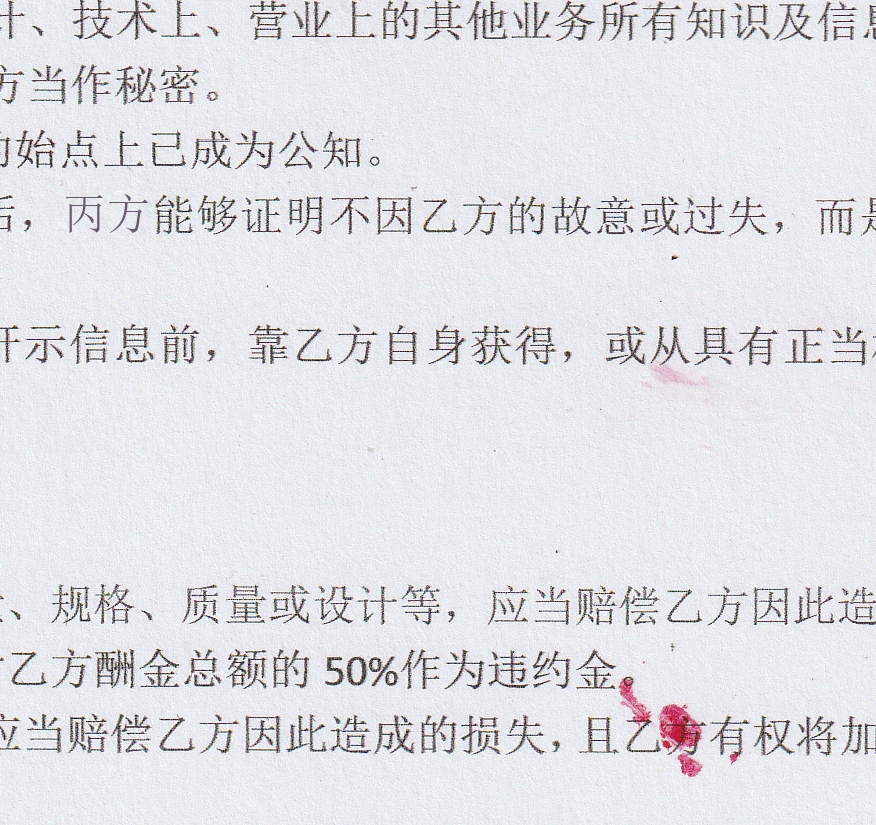 计、技术上、营业上的其他业务所有知识及信息
方当作秘密。
的始点上已成为公知。
后，丙方能够证明不因乙方的故意或过失，而是
开示信息前，靠乙方自身获得，或从具有正当
、规格、质量或设计等，应当赔偿乙方因此造
乙方酬金总额的 50%作为违约金。
应当赔偿乙方因此造成的损失，且乙方有权将加